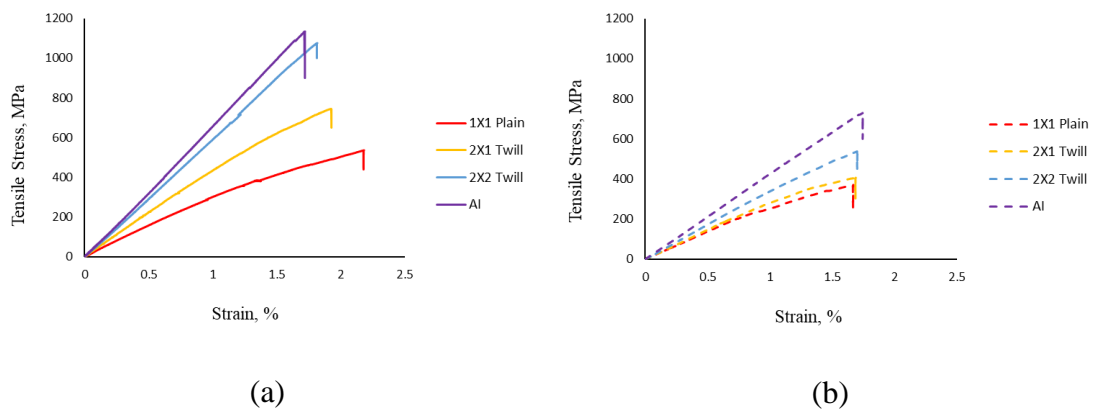 1200
1000
800
600
400
200
0
Tensile Stress, MPa
0 0.5 1 1.5 2 2.5
Strain, %
1X1 Plain
2X1 Twill
2X2 Twill
AI
(a)
1200
1000
800
600
400
200
0
Tensile Stress, MPa
0 0.5 1 1.5 2 2.5
Strain, %
1X1 Plain
2X1 Twill
2X2 Twill
AI
(b)